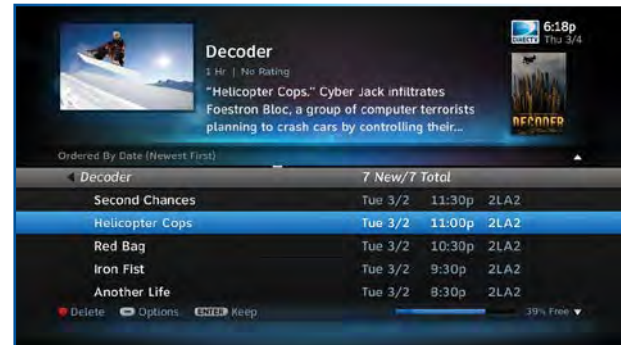 Decoder
1 Hr | No Rating
"Helicopter Cops." Cyber Jack infiltrates
Foestron Bloc, a group of computer terrorists
planning to crash cars by controlling their...
6:18p
DIRECTV Thu 3/4
DECODER
Ordered By Date (Newest First)
Decoder 7 New/7 Total
Second Chances Tue 3/2 11:30p 2LA2
Helicopter Cops Tue 3/2 11:00p 2LA2
Red Bag Tue 3/2 10:30p 2LA2
Iron Fist Tue 3/2 9:30p 2LA2
Another Life Tue 3/2 8:30p 2LA2
Delete Options ENTER Keep 39% Free